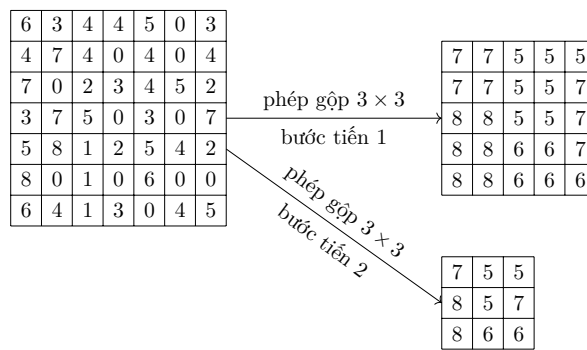 6 3 4 4 5 0 3
4 7 4 0 4 0 4
7 0 2 3 4 5 2
3 7 5 0 3 0 7
5 8 1 2 5 4 2
8 0 1 0 6 0 0
6 4 1 3 0 4 5
phép gộp 3 × 3
bước tiến 1
7 7 5 5 5
7 7 5 5 7
8 8 5 5 7
8 8 6 6 7
8 8 6 6 6
phép gộp 3 × 3
bước tiến 2
7 5 5
8 5 7
8 6 6